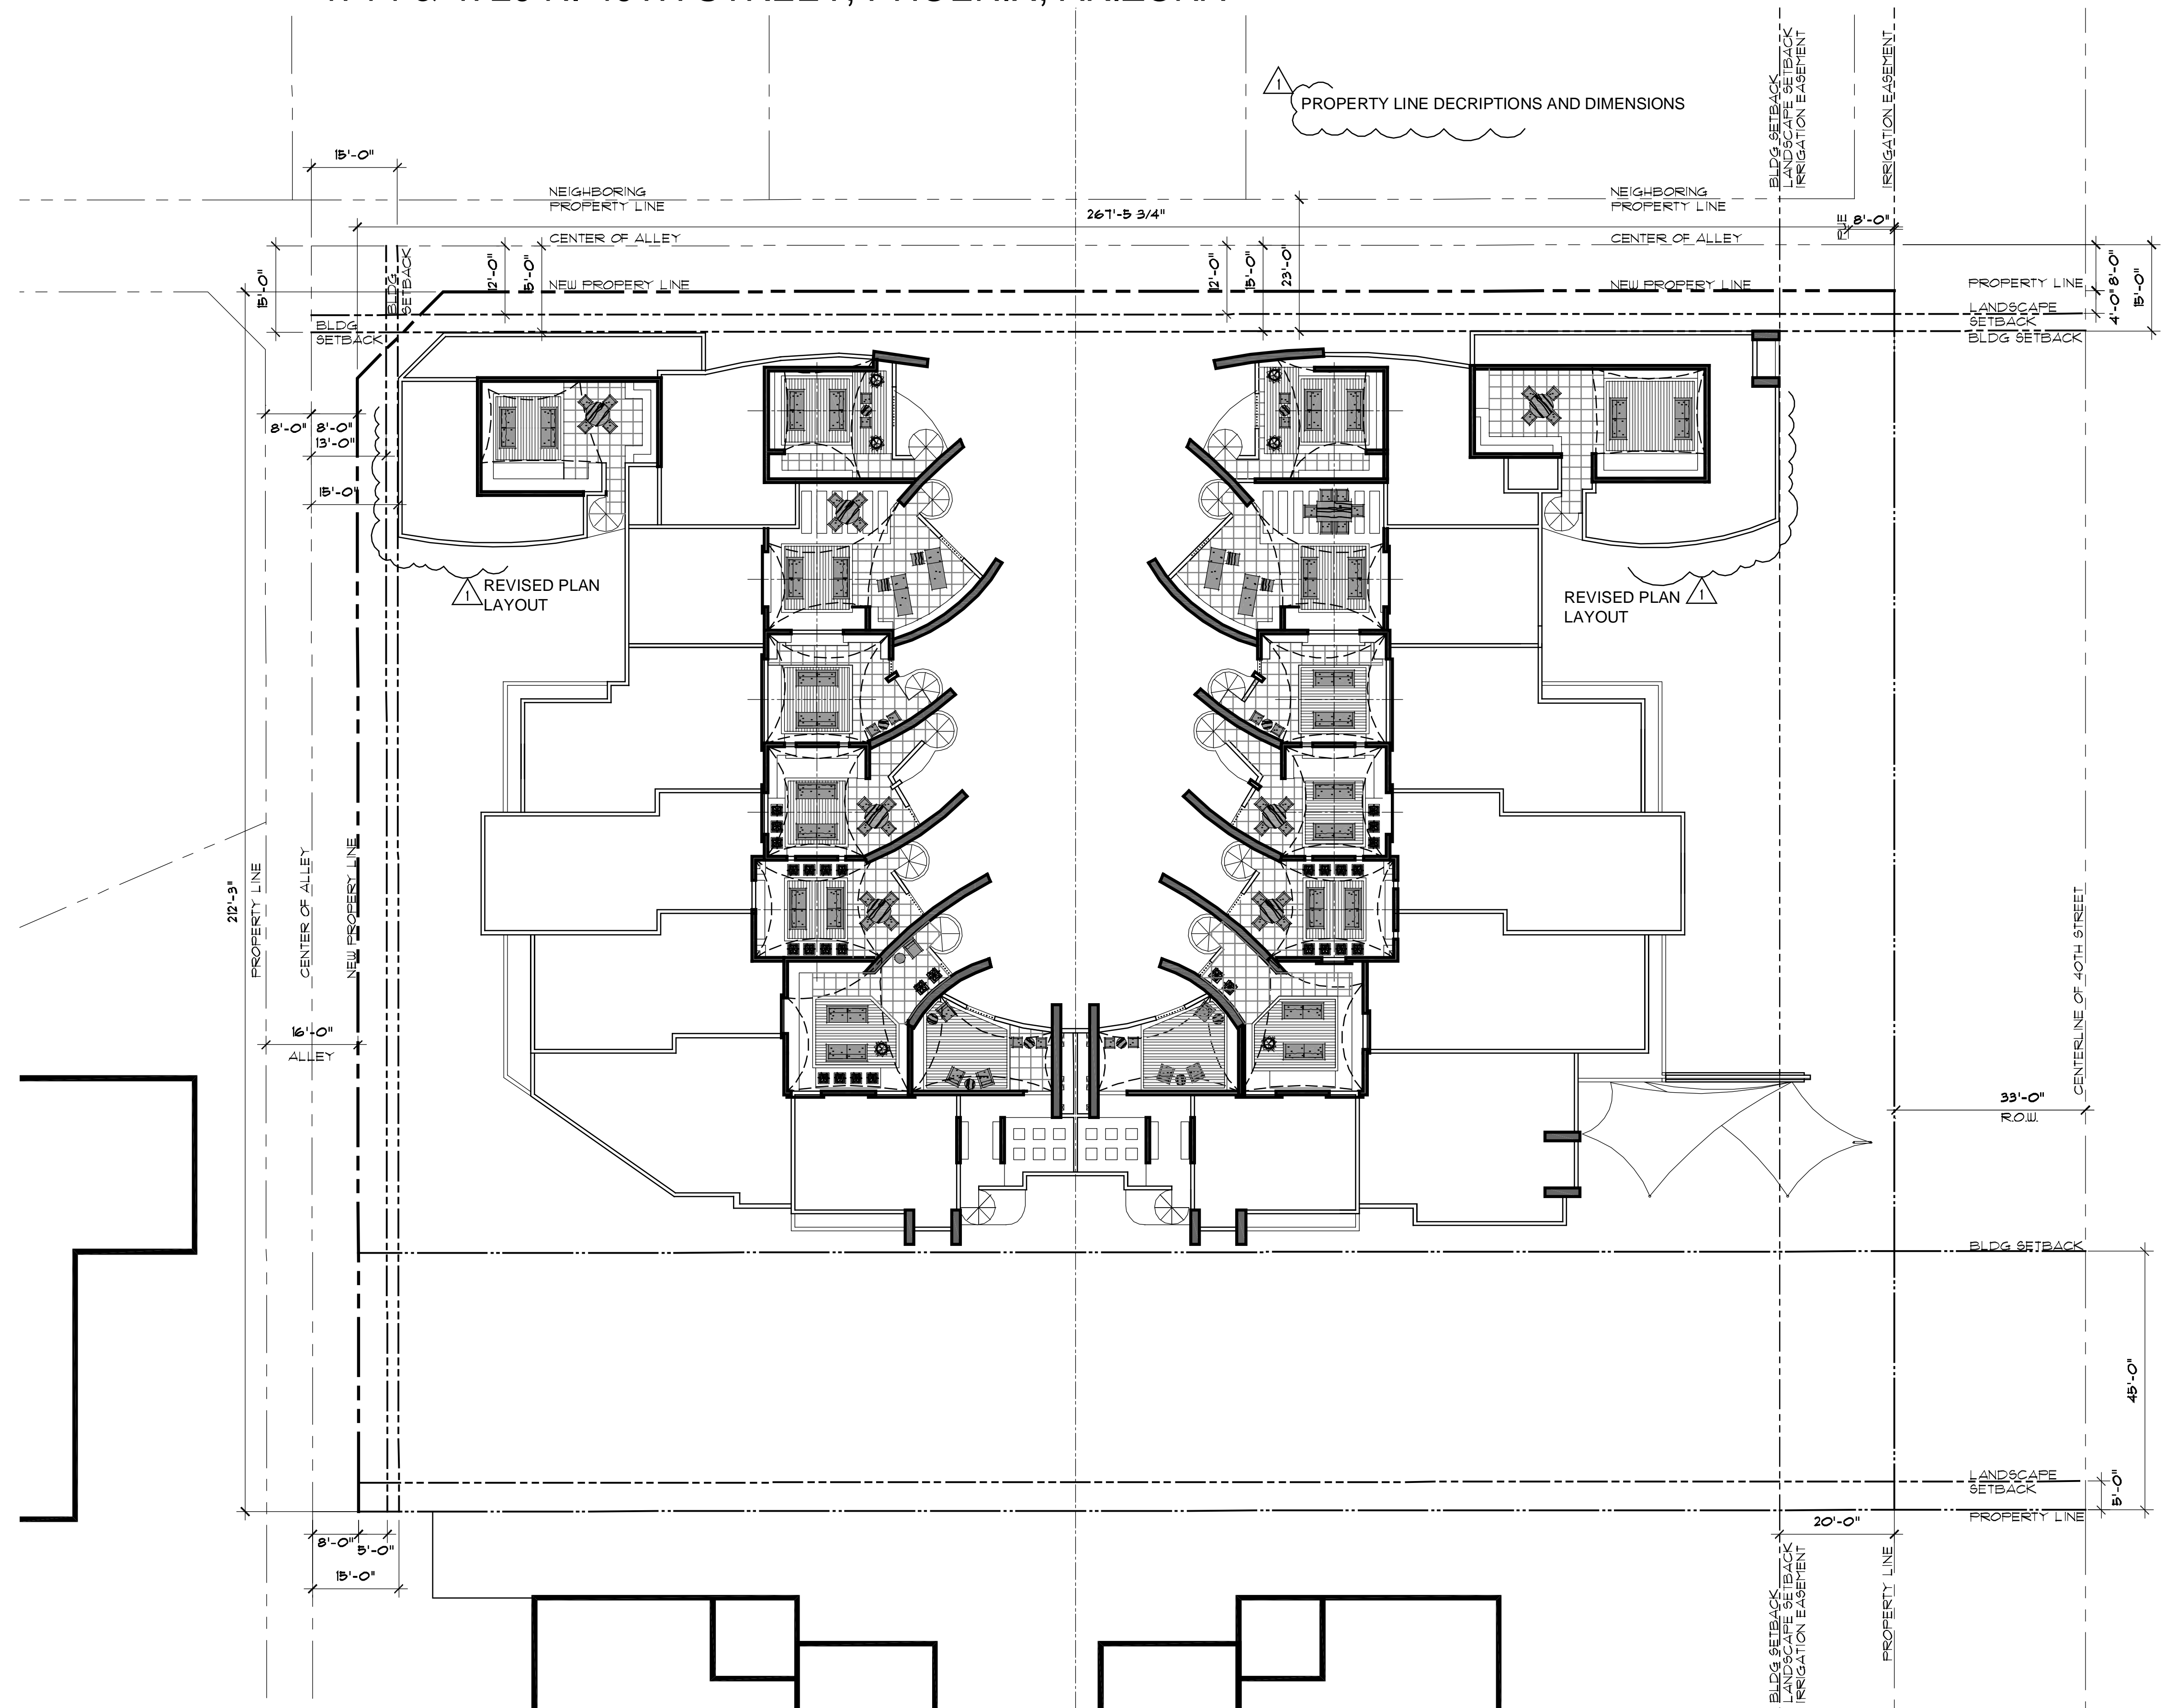 PROPERTY LINE DECRIPTIONS AND DIMENSIONS
1
BLDG SETBACK
LANDSCAPE SETBACK
IRRIGATION EASEMENT
IRRIGATION EASEMENT
15'-0"
NEIGHBORING
PROPERTY LINE
NEIGHBORING
PROPERTY LINE
267'-5 3/4"
PUE
8'-0"
CENTER OF ALLEY
CENTER OF ALLEY
15'-0"
BLDG
SETBACK
12'-0"
5'-0"
12'-0"
15'-0"
23'-0"
NEW PROPERY LINE
NEW PROPERY LINE
PROPERTY LINE
8'-0"
4'-0"
15'-0"
BLDG
SETBACK
LANDSCAPE
SETBACK
BLDG SETBACK
8'-0"
8'-0"
13'-0"
15'-0"
1
REVISED PLAN
LAYOUT
REVISED PLAN
LAYOUT
1
212'-3"
PROPERTY LINE
CENTER OF ALLEY
NEW PROPERTY LINE
CENTERLINE OF 40TH STREET
16'-0"
ALLEY
33'-0"
R.O.W.
BLDG SETBACK
45'-0"
LANDSCAPE
SETBACK
5'-0"
PROPERTY LINE
8'-0"
5'-0"
15'-0"
20'-0"
BLDG SETBACK
LANDSCAPE SETBACK
IRRIGATION EASEMENT
PROPERTY LINE